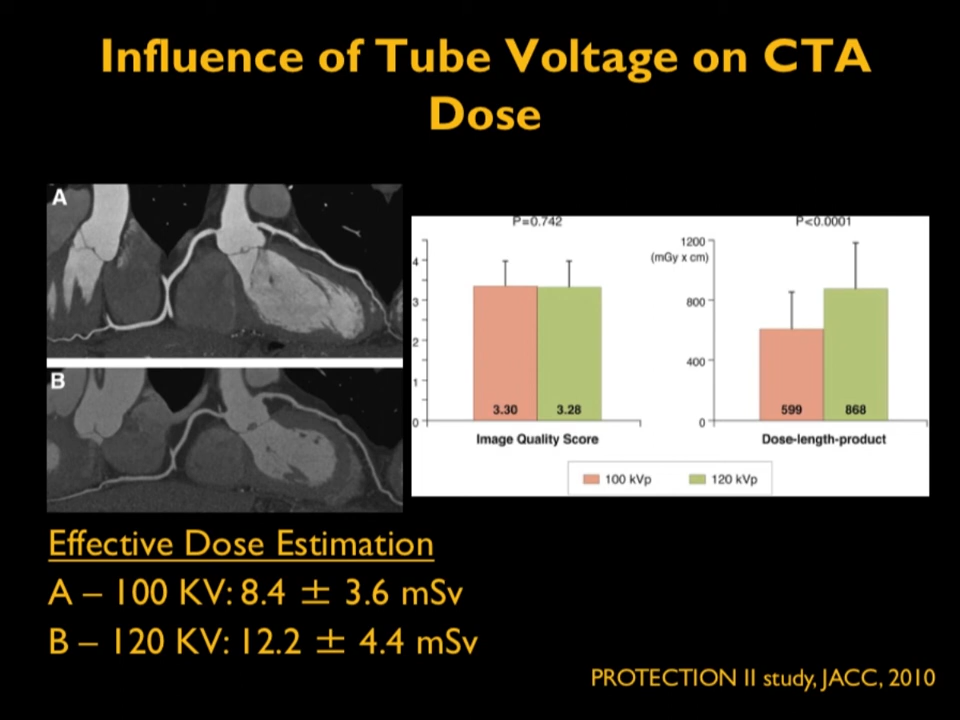 Influence of Tube Voltage on CTA
Dose
A
B
P=0.742
4
3
2
1
0
3.30 3.28
Image Quality Score
P<0.0001
1200
(mGy x cm)
800
400
0
599 868
Dose-length-product
100 kVp 120 kVp
Effective Dose Estimation
A – 100 KV: 8.4 ± 3.6 mSv
B – 120 KV: 12.2 ± 4.4 mSv
PROTECTION II study, JACC, 2010